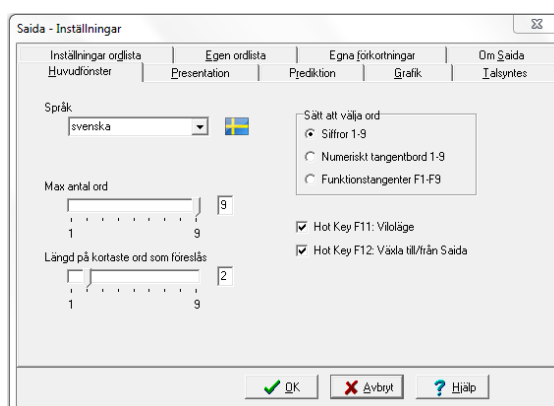 Saida - Inställningar
Inställningar ordlista
Egen ordlista
Egna förkortningar
Om Saida
Huvudfönster
Presentation
Prediktion
Grafik
Talsyntes
Språk
svenska
Sätt att välja ord
Siffror 1-9
Numeriskt tangentbord 1-9
Funktionstangenter F1-F9
Max antal ord
9
1 9
Hot Key F11: Viloläge
Hot Key F12: Växla till/från Saida
Längd på kortaste ord som föreslås
2
1 9
OK
Avbryt
Hjälp